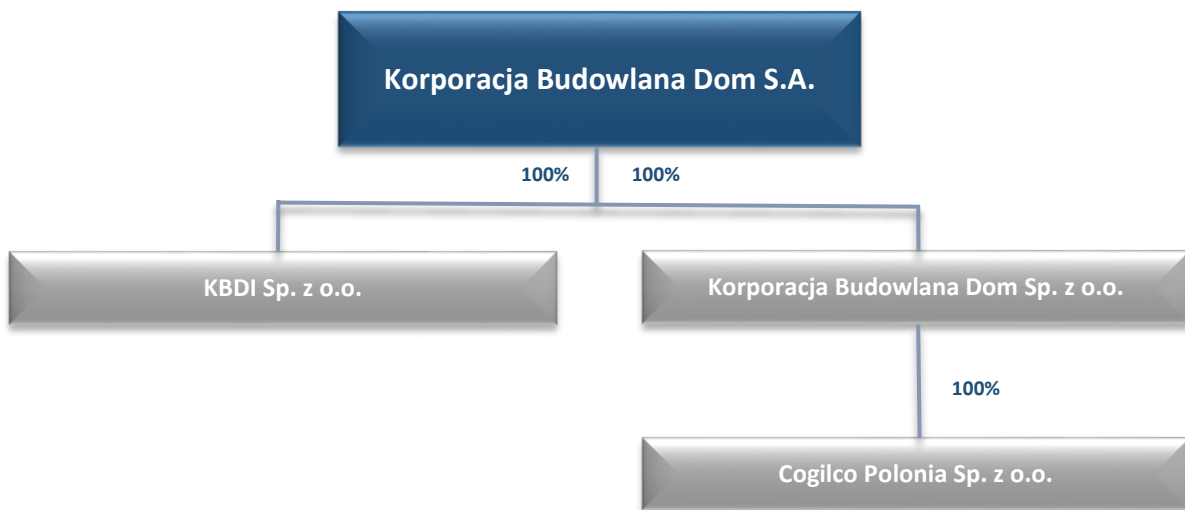 Korporacja Budowlana Dom S.A.
100% 100%
KBDI Sp. z o.o. Korporacja Budowlana Dom Sp. z o.o.
100%
Cogilco Polonia Sp. z o.o.